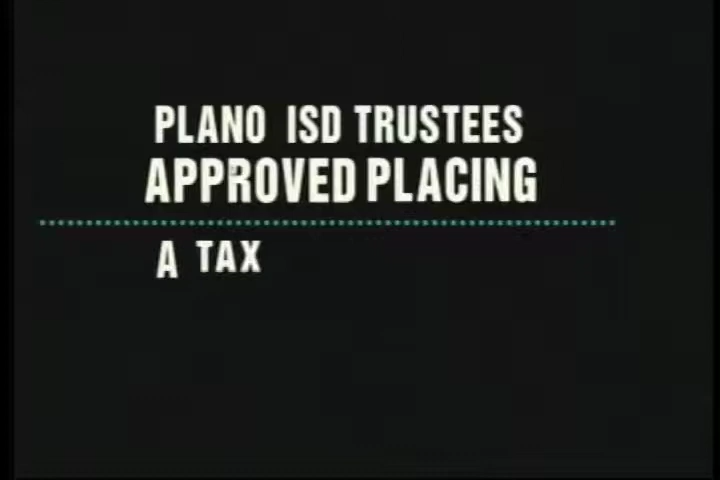 PLANO ISD TRUSTEES
APPROVED PLACING
A TAX